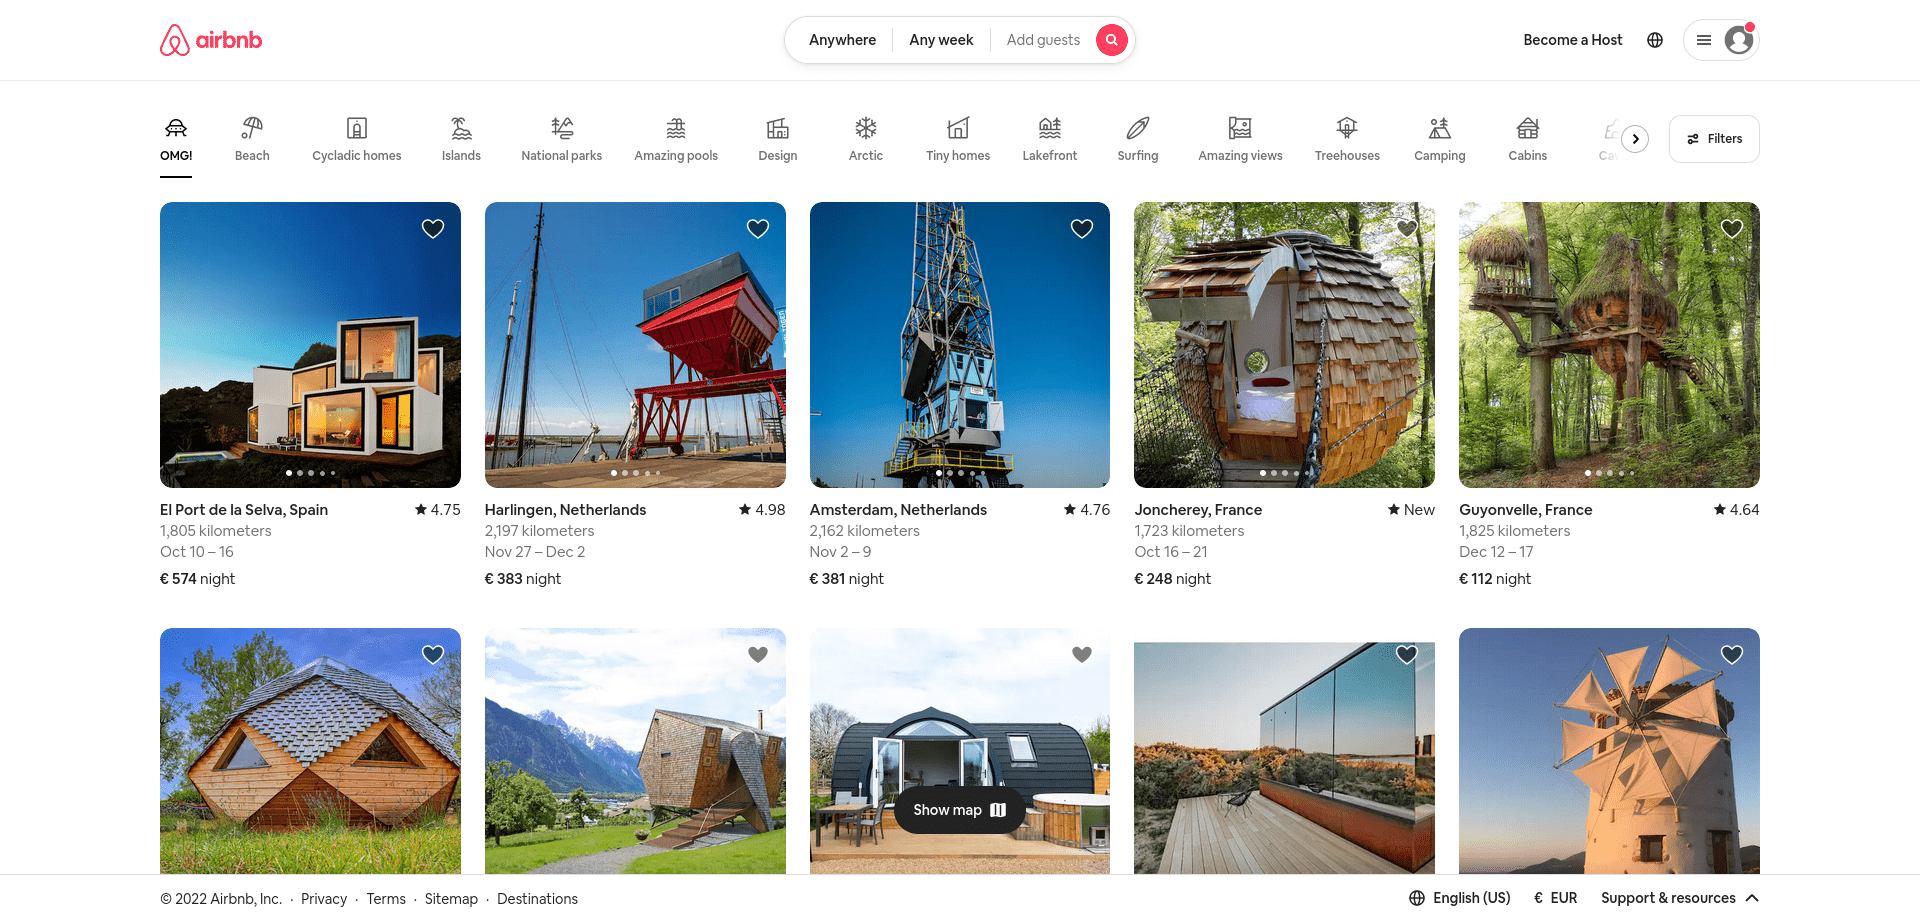 airbnb
Anywhere Any week Add guests
Become a Host
OMG! Beach Cycladic homes Islands National parks Amazing pools Design Arctic Tiny homes Lakefront Surfing Amazing views Treehouses Camping Cabins
Filters
El Port de la Selva, Spain 4.75
1,805 kilometers
Oct 10 – 16
€ 574 night
Harlingen, Netherlands 4.98
2,197 kilometers
Nov 27 – Dec 2
€ 383 night
Amsterdam, Netherlands 4.76
2,162 kilometers
Nov 2 – 9
€ 381 night
Joncherey, France New
1,723 kilometers
Oct 16 – 21
€ 248 night
Guyonvelle, France 4.64
1,825 kilometers
Dec 12 – 17
€ 112 night
Show map
© 2022 Airbnb, Inc. · Privacy · Terms · Sitemap · Destinations
English (US) € EUR Support & resources